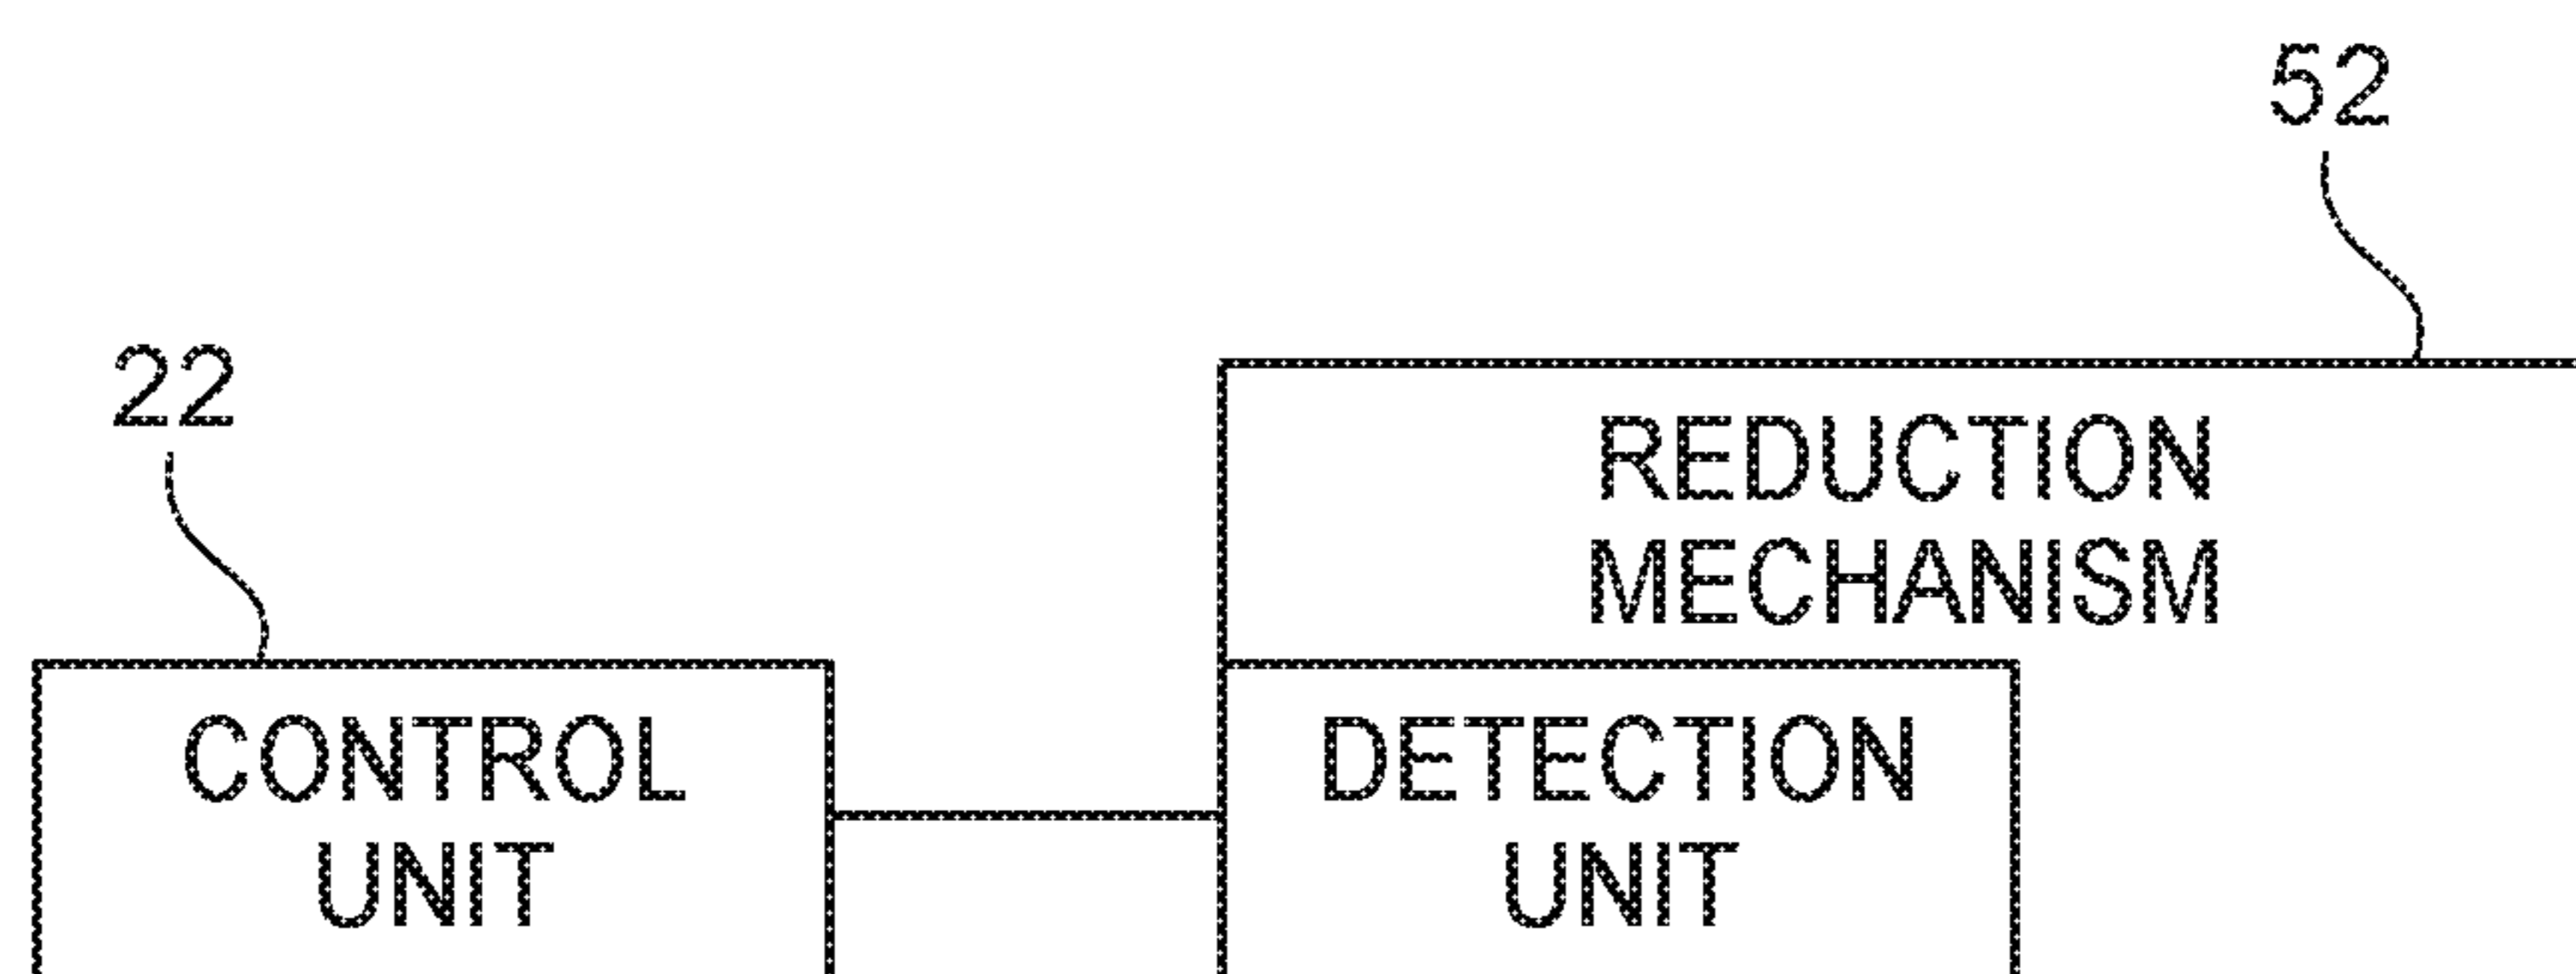 52
22
REDUCTION
MECHANISM
CONTROL
UNIT
DETECTION
UNIT